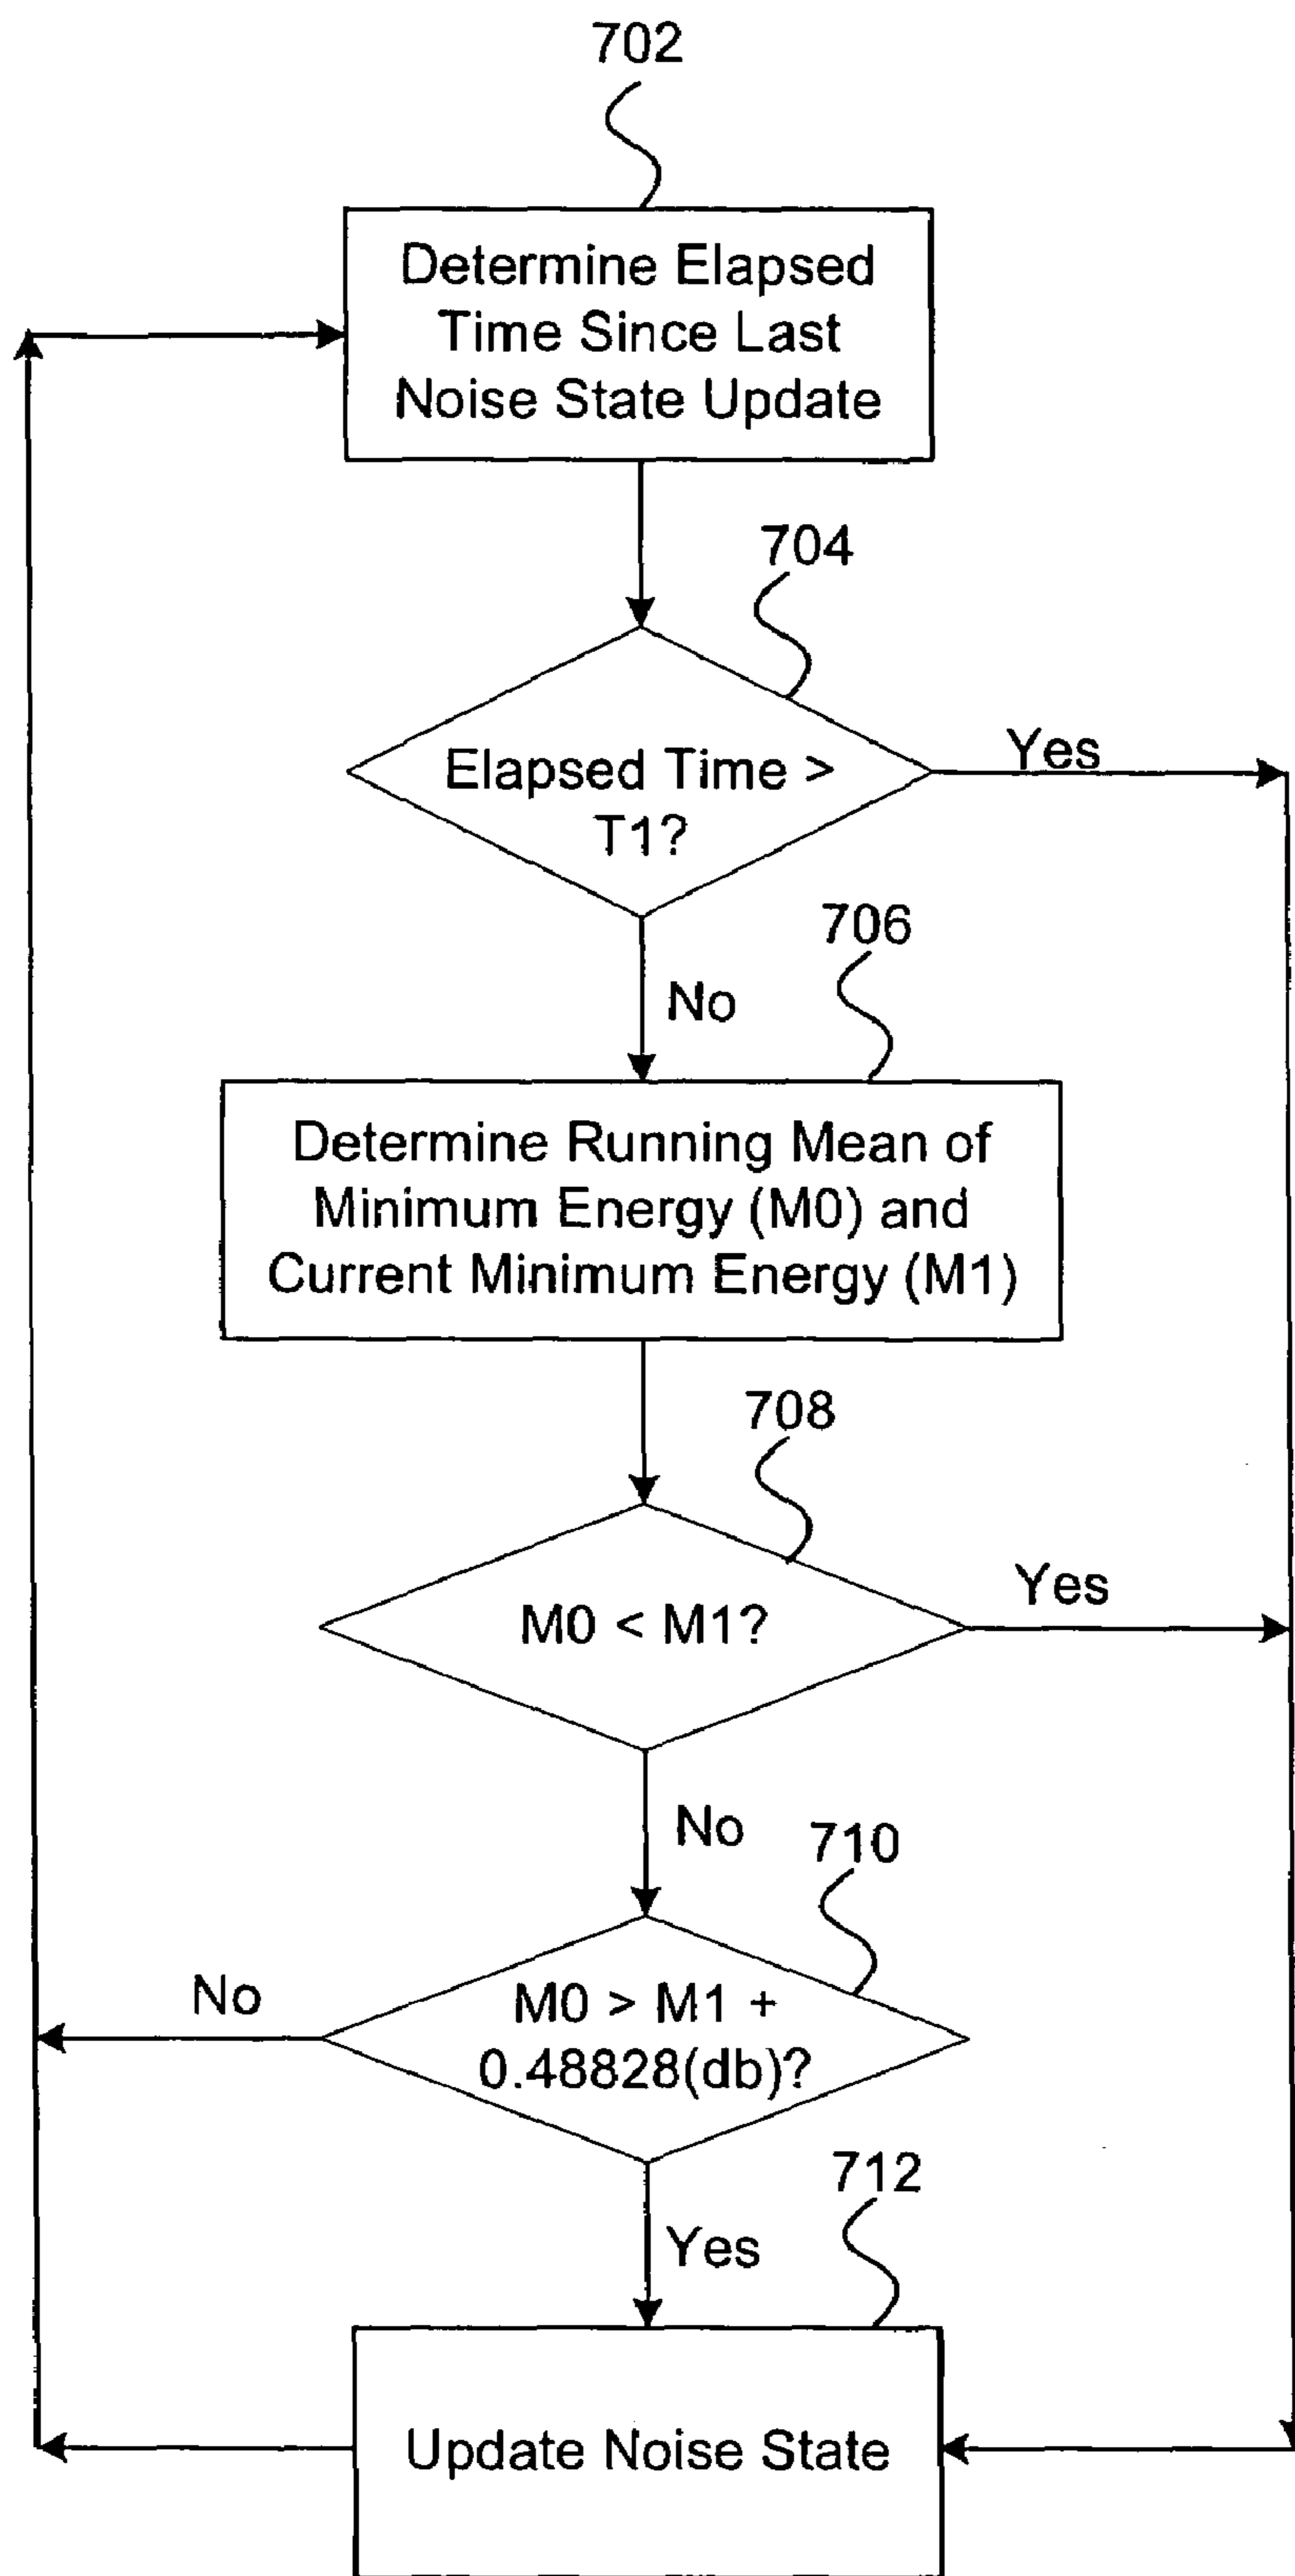 702
Determine Elapsed
Time Since Last
Noise State Update
704
Elapsed Time >
T1?
Yes
No
706
Determine Running Mean of
Minimum Energy (M0) and
Current Minimum Energy (M1)
708
M0 < M1?
Yes
No
710
M0 > M1 +
0.48828(db)?
No
Yes
712
Update Noise State